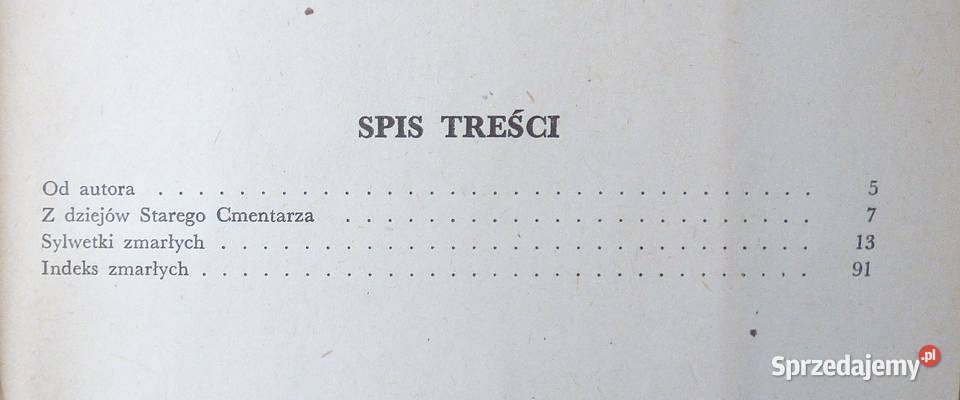 SPIS TREŚCI
Od autora . . . . . . . . . . . . . . . . . . . . . . . . . . . . . . . . 5
Z dziejów Starego Cmentarza . . . . . . . . . . . . . . . . . . . . . . . 7
Sylwetki zmarłych . . . . . . . . . . . . . . . . . . . . . . . . . . . . . 13
Indeks zmarłych . . . . . . . . . . . . . . . . . . . . . . . . . . . . . . 91
Sprzedajemy.pl